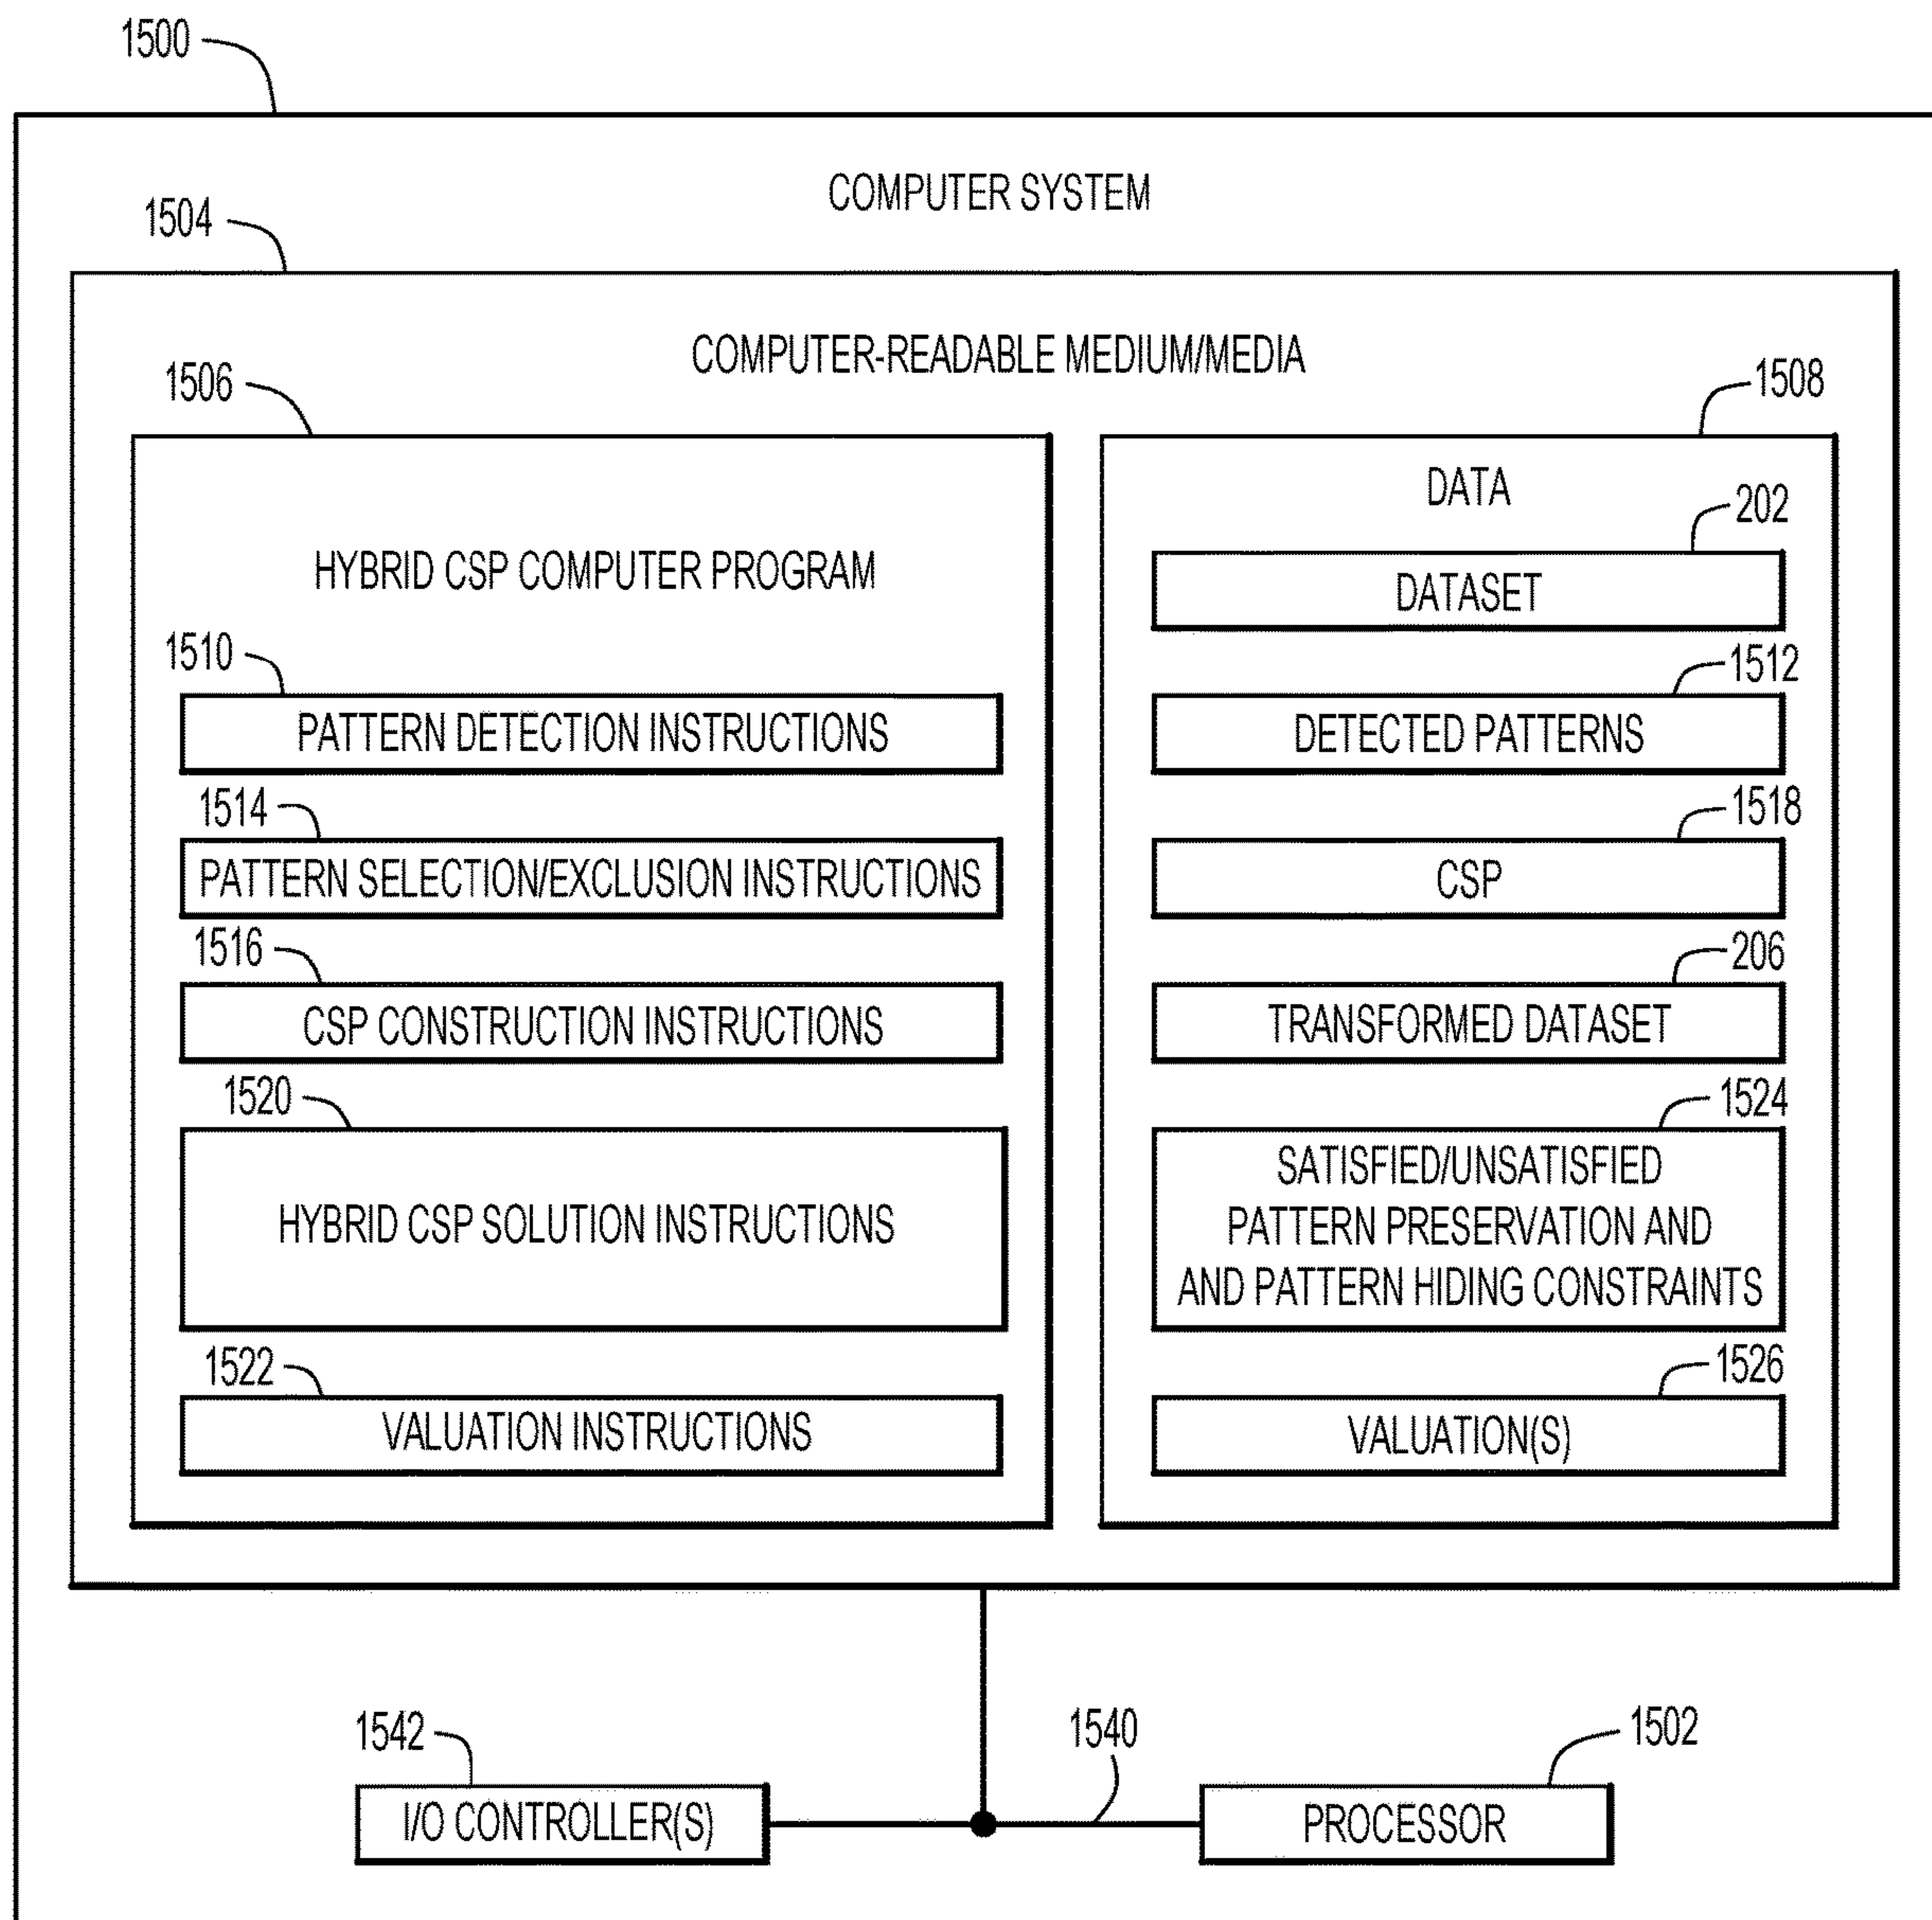 1500
COMPUTER SYSTEM
1504
COMPUTER-READABLE MEDIUM/MEDIA
1506
HYBRID CSP COMPUTER PROGRAM
1510
PATTERN DETECTION INSTRUCTIONS
1514
PATTERN SELECTION/EXCLUSION INSTRUCTIONS
1516
CSP CONSTRUCTION INSTRUCTIONS
1520
HYBRID CSP SOLUTION INSTRUCTIONS
1522
VALUATION INSTRUCTIONS
1508
DATA
202
DATASET
1512
DETECTED PATTERNS
1518
CSP
206
TRANSFORMED DATASET
1524
SATISFIED/UNSATISFIED
PATTERN PRESERVATION AND
AND PATTERN HIDING CONSTRAINTS
1526
VALUATION(S)
1542
I/O CONTROLLER(S)
1540
1502
PROCESSOR